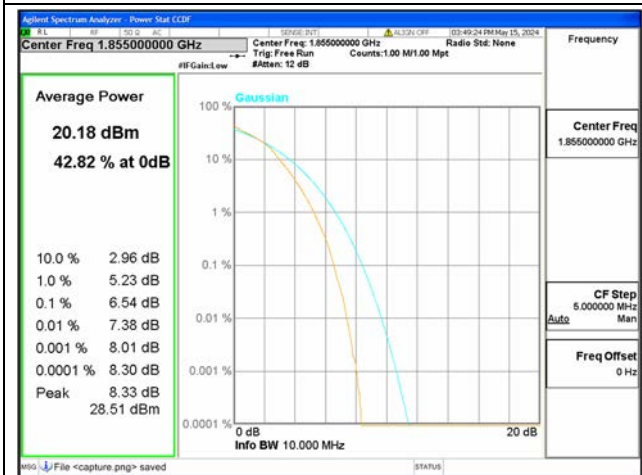 Agilent Spectrum Analyzer - Power Stat CCDF
RL RF 50 Ω AC SENSE:INT ALIGN OFF 03:49:24 PM May 15, 2024
Center Freq 1.855000000 GHz
Center Freq: 1.855000000 GHz
Radio Std: None
Trig: Free Run
Counts:1.00 M/1.00 Mpt
#IFGain:Low
#Atten: 12 dB
Frequency
Average Power
20.18 dBm
42.82 % at 0dB
10.0 % 2.96 dB
1.0 % 5.23 dB
0.1 % 6.54 dB
0.01 % 7.38 dB
0.001 % 8.01 dB
0.0001 % 8.30 dB
Peak 8.33 dB
28.51 dBm
Gaussian
100 %
10 %
1 %
0.1 %
0.01 %
0.001 %
0.0001 %
0 dB
20 dB
Info BW 10.000 MHz
Center Freq
1.855000000 GHz
CF Step
5.000000 MHz
Auto Man
Freq Offset
0 Hz
MSG File <capture.png> saved
STATUS